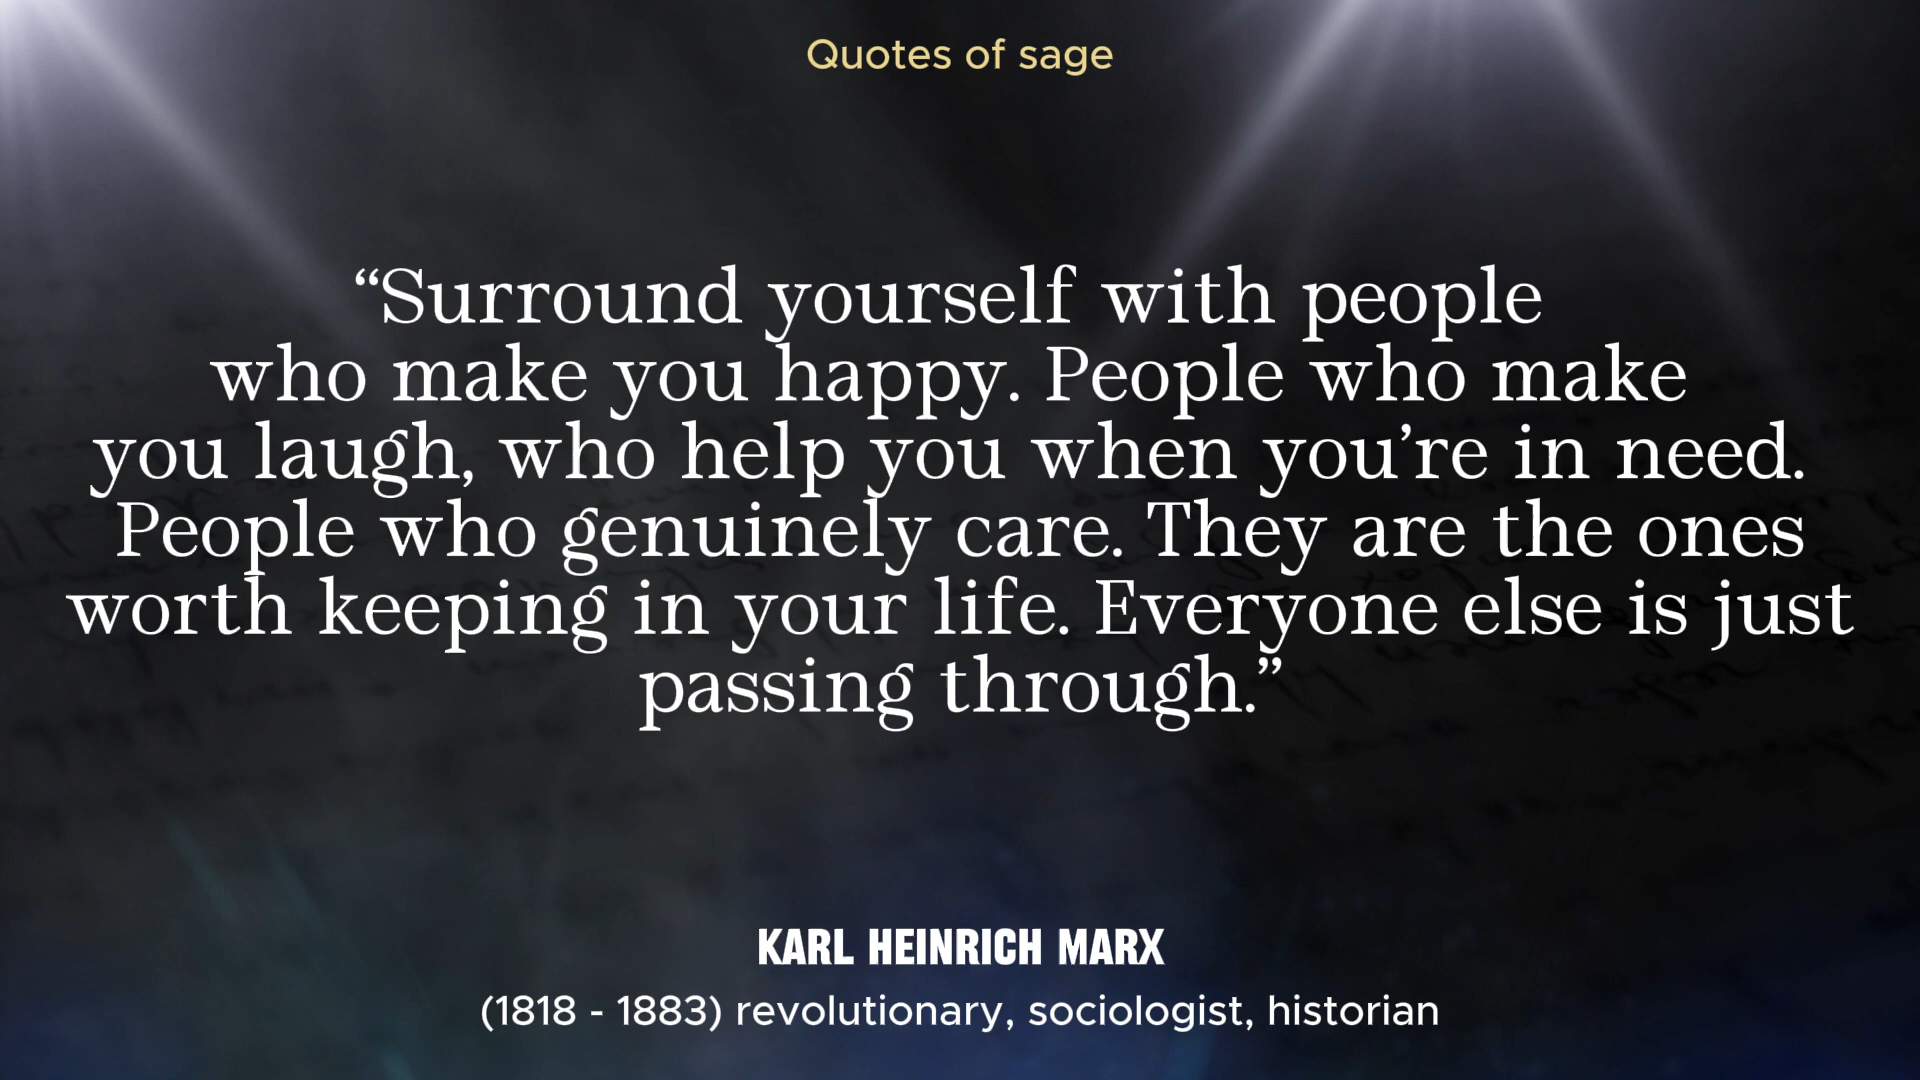 Quotes of sage
“Surround yourself with people
who make you happy. People who make
you laugh, who help you when you’re in need.
People who genuinely care. They are the ones
worth keeping in your life. Everyone else is just
passing through.”
KARL HEINRICH MARX
(1818 - 1883) revolutionary, sociologist, historian